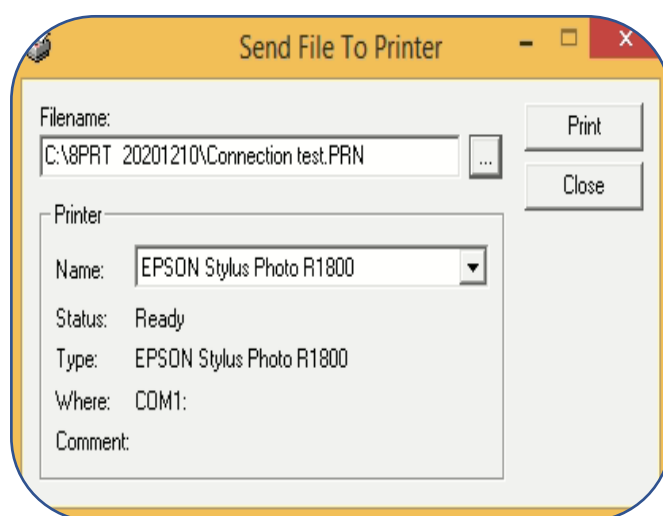 Send File To Printer
Filename:
C:\8PRT 20201210\Connection test.PRN
...
Print
Close
Printer
Name: EPSON Stylus Photo R1800
Status: Ready
Type: EPSON Stylus Photo R1800
Where: COM1:
Comment: